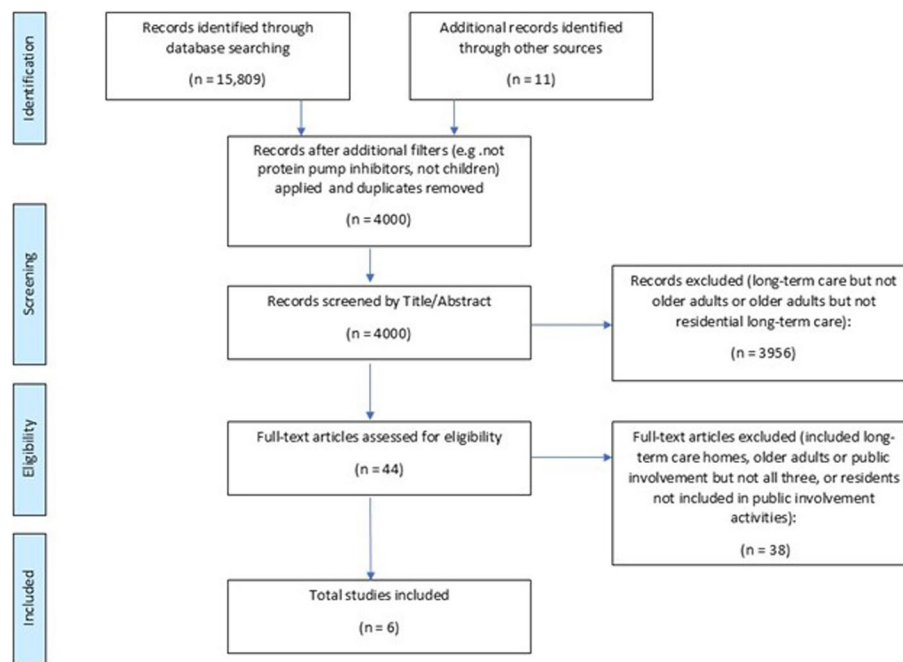 Identification
Records identified through
database searching
(n = 15,809)
Additional records identified
through other sources
(n = 11)
Records after additional filters (e.g .not
protein pump inhibitors, not children)
applied and duplicates removed
(n = 4000)
Screening
Records screened by Title/Abstract
(n = 4000)
Records excluded (long-term care but not
older adults or older adults but not
residential long-term care):
(n = 3956)
Eligibility
Full-text articles assessed for eligibility
(n = 44)
Full-text articles excluded (included long-
term care homes, older adults or public
involvement but not all three, or residents
not included in public involvement
activities):
(n = 38)
Included
Total studies included
(n = 6)